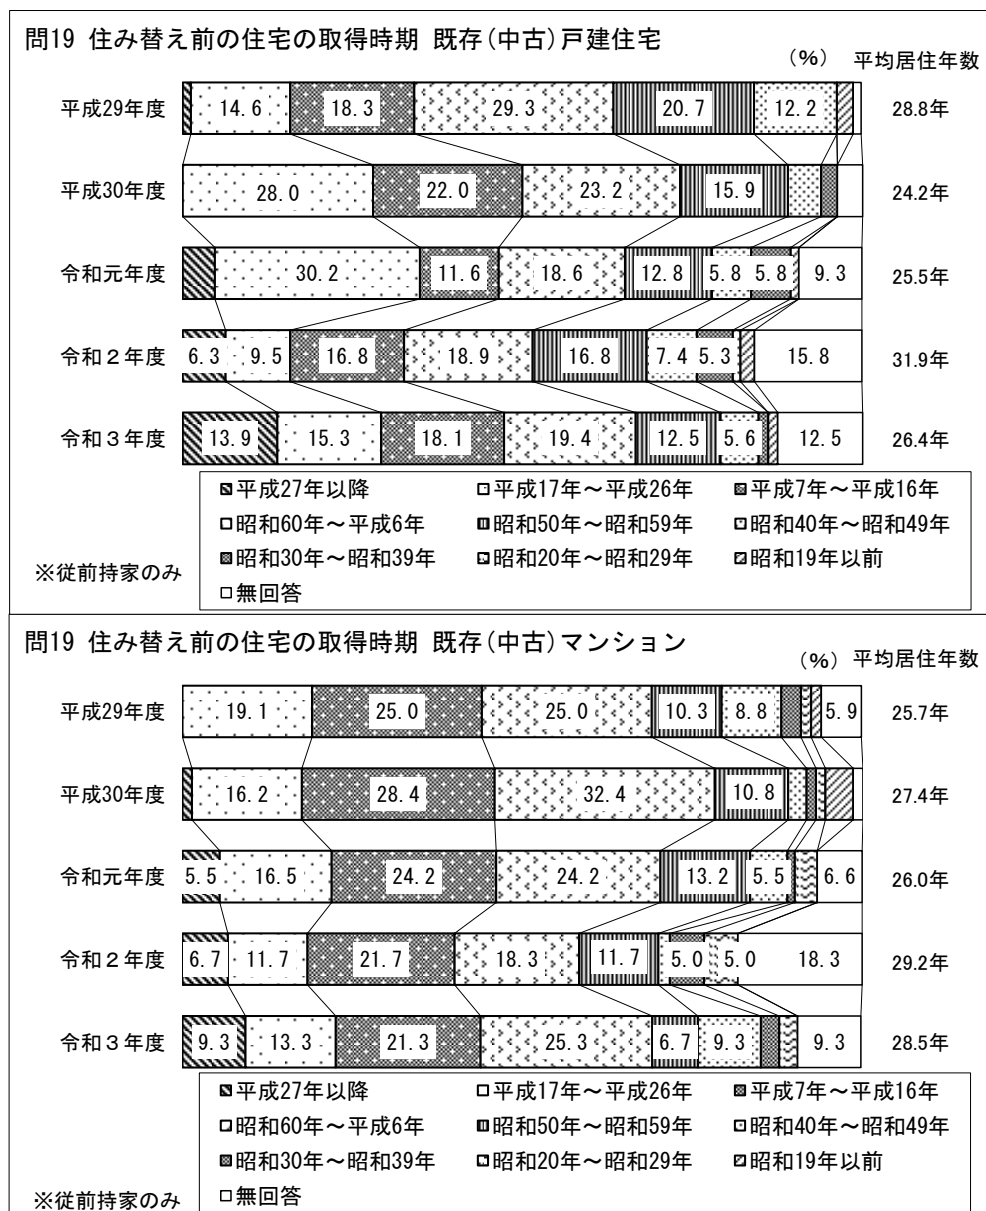 問19 住み替え前の住宅の取得時期 既存(中古)戸建住宅
(%) 平均居住年数
平成29年度 14.6 18.3 29.3 20.7 12.2 28.8年
平成30年度 28.0 22.0 23.2 15.9 24.2年
令和元年度 30.2 11.6 18.6 12.8 5.8 5.8 9.3 25.5年
令和２年度 6.3 9.5 16.8 18.9 16.8 7.4 5.3 15.8 31.9年
令和３年度 13.9 15.3 18.1 19.4 12.5 5.6 12.5 26.4年
平成27年以降 平成17年～平成26年 平成7年～平成16年
昭和60年～平成6年 昭和50年～昭和59年 昭和40年～昭和49年
昭和30年～昭和39年 昭和20年～昭和29年 昭和19年以前
※従前持家のみ
無回答
問19 住み替え前の住宅の取得時期 既存(中古)マンション
(%) 平均居住年数
平成29年度 19.1 25.0 25.0 10.3 8.8 5.9 25.7年
平成30年度 16.2 28.4 32.4 10.8 27.4年
令和元年度 5.5 16.5 24.2 24.2 13.2 5.5 6.6 26.0年
令和２年度 6.7 11.7 21.7 18.3 11.7 5.0 5.0 18.3 29.2年
令和３年度 9.3 13.3 21.3 25.3 6.7 9.3 9.3 28.5年
平成27年以降 平成17年～平成26年 平成7年～平成16年
昭和60年～平成6年 昭和50年～昭和59年 昭和40年～昭和49年
昭和30年～昭和39年 昭和20年～昭和29年 昭和19年以前
※従前持家のみ 無回答